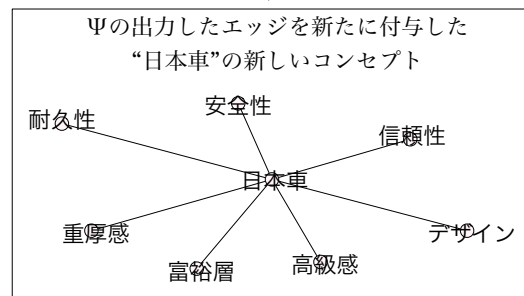 Ψの出力したエッジを新たに付与した
“日本車”の新しいコンセプト
安全性
耐久性
信頼性
日本車
重厚感
デザイン
富裕層
高級感